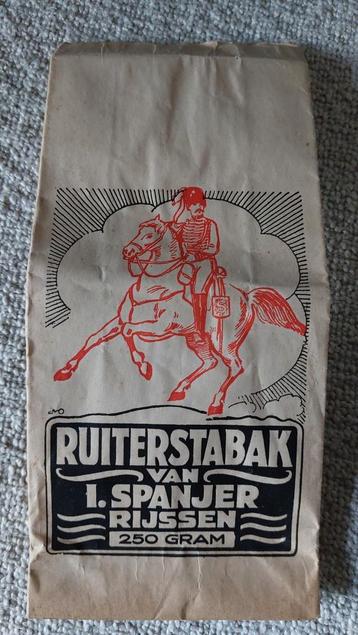 RUITERSTABAK
VAN
I. SPANJER
RIJSSEN
250 GRAM